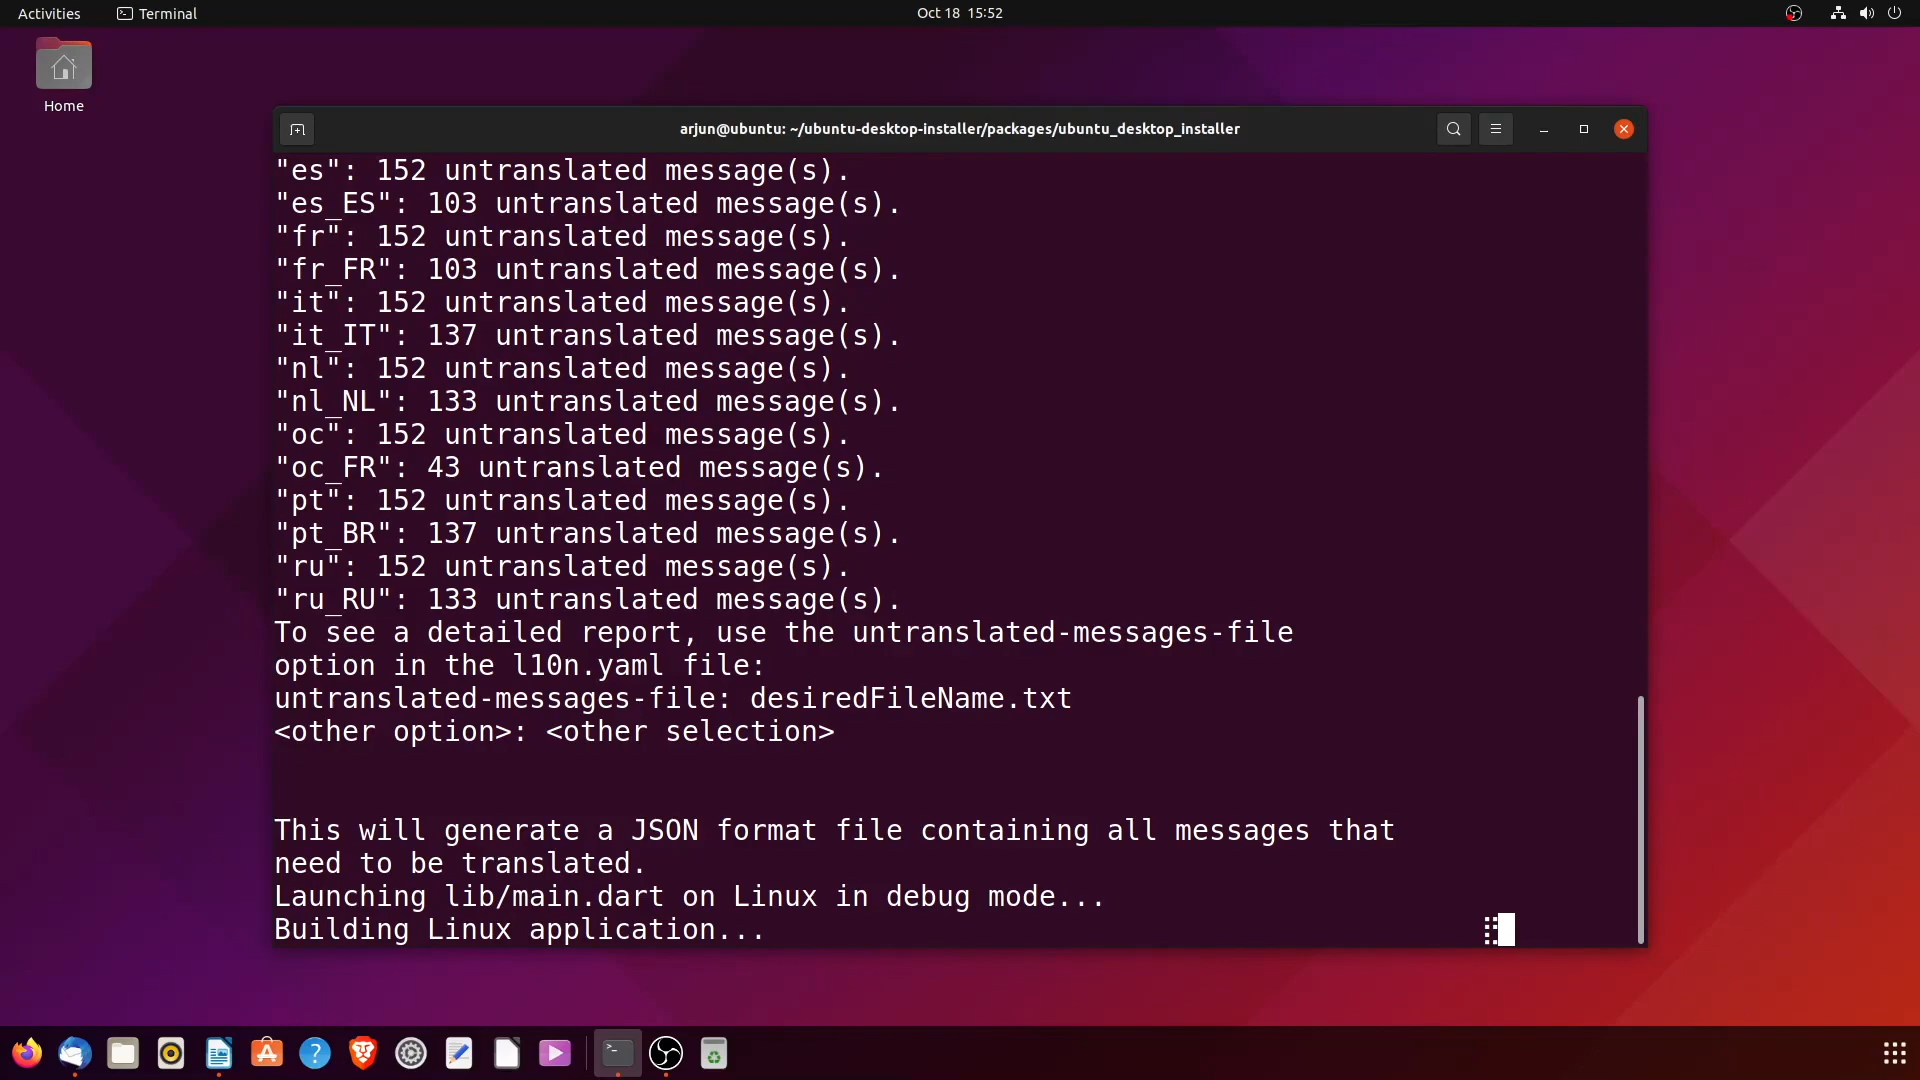 Activities
Terminal
Oct 18 15:52
Home
arjun@ubuntu: ~/ubuntu-desktop-installer/packages/ubuntu_desktop_installer
"es": 152 untranslated message(s).
"es_ES": 103 untranslated message(s).
"fr": 152 untranslated message(s).
"fr_FR": 103 untranslated message(s).
"it": 152 untranslated message(s).
"it_IT": 137 untranslated message(s).
"nl": 152 untranslated message(s).
"nl_NL": 133 untranslated message(s).
"oc": 152 untranslated message(s).
"oc_FR": 43 untranslated message(s).
"pt": 152 untranslated message(s).
"pt_BR": 137 untranslated message(s).
"ru": 152 untranslated message(s).
"ru_RU": 133 untranslated message(s).
To see a detailed report, use the untranslated-messages-file
option in the l10n.yaml file:
untranslated-messages-file: desiredFileName.txt
<other option>: <other selection>
This will generate a JSON format file containing all messages that
need to be translated.
Launching lib/main.dart on Linux in debug mode...
Building Linux application...